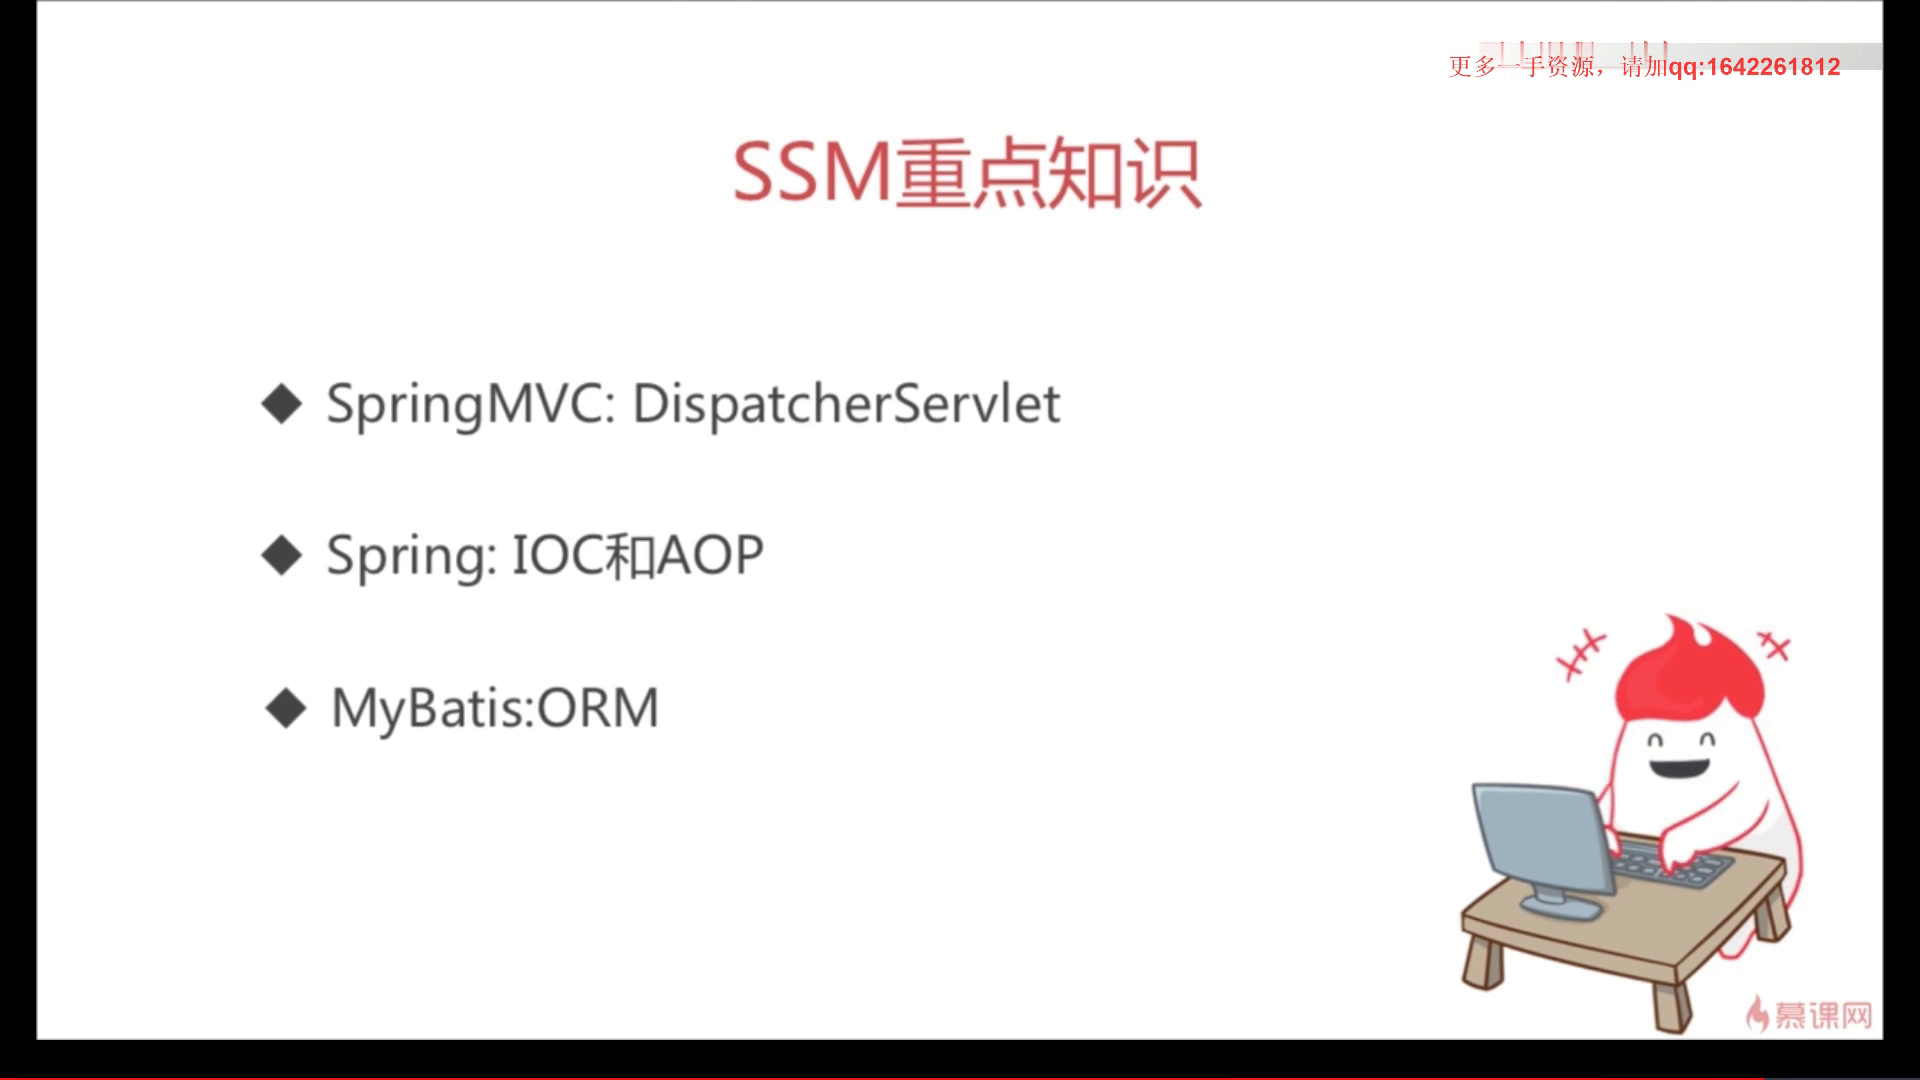 更多一手资源，请加qq:1642261812
SSM重点知识
◆ SpringMVC: DispatcherServlet
◆ Spring: IOC和AOP
◆ MyBatis:ORM
慕课网